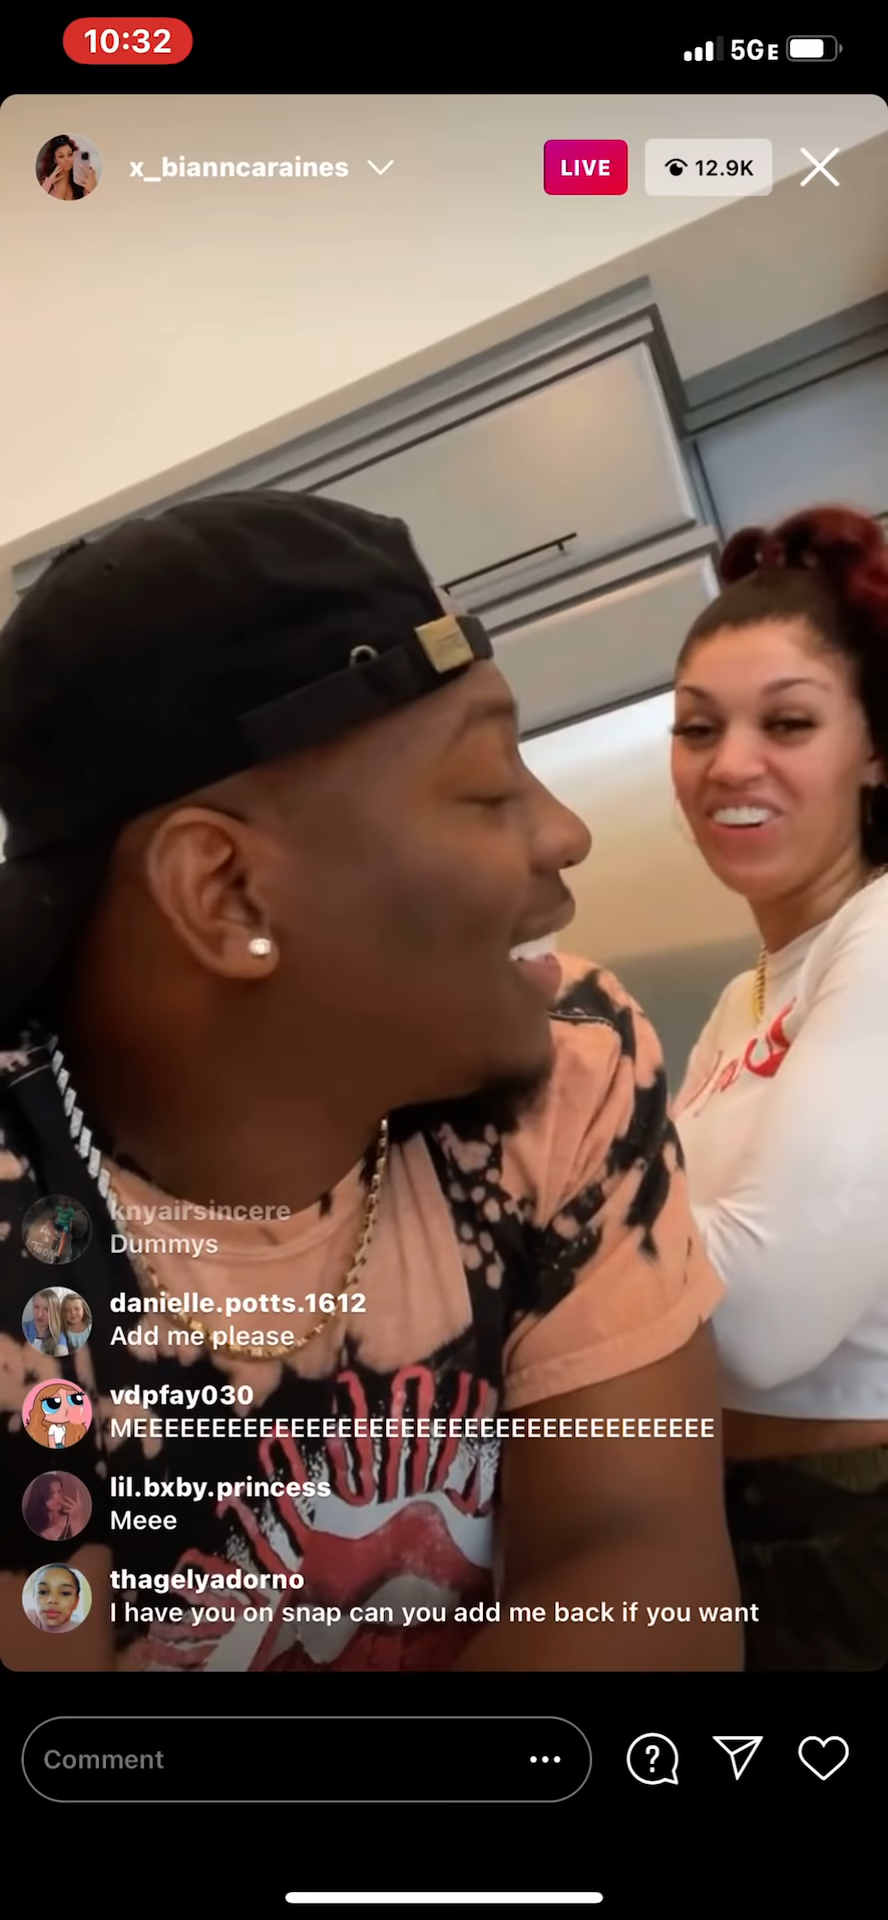 10:32
5GE
x_bianncaraines
LIVE
12.9K
knyairsincere
Dummys
danielle.potts.1612
Add me please
vdpfay030
MEEEEEEEEEEEEEEEEEEEEEEEEEEEEEEEEEEEEE
lil.bxby.princess
Meee
thagelyadorno
I have you on snap can you add me back if you want
Comment